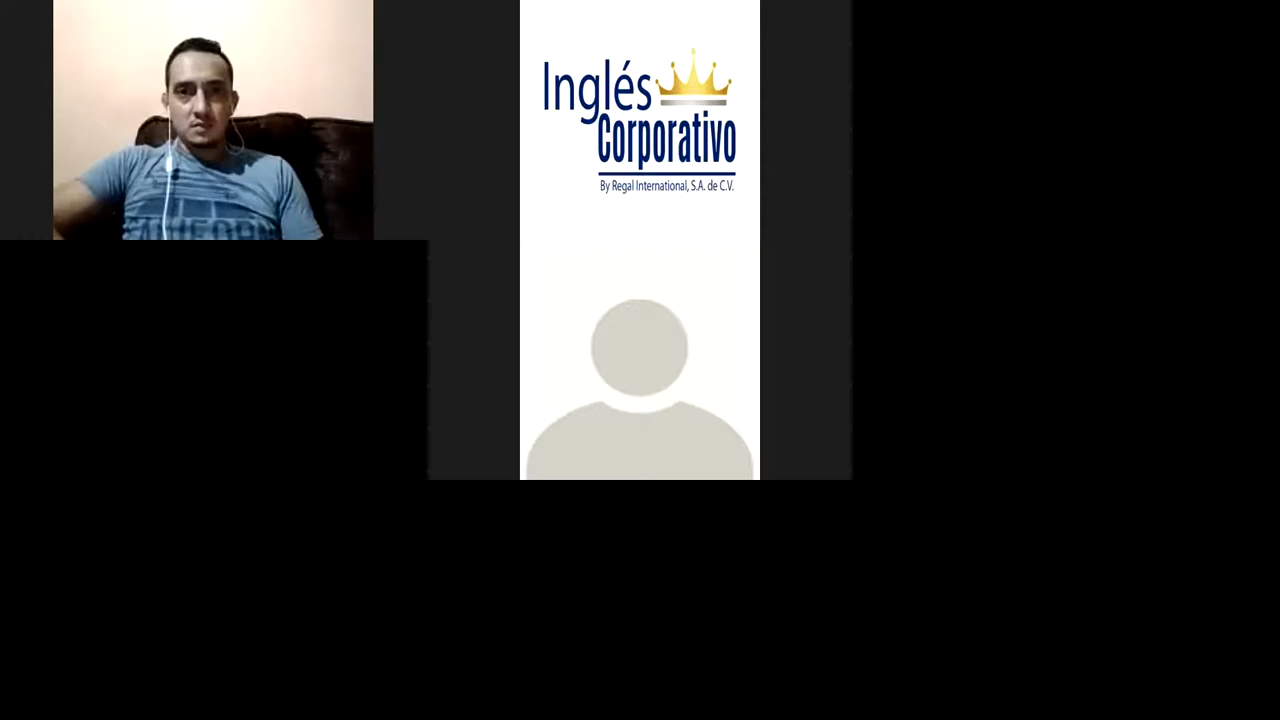 Inglés
Corporativo
By Regal International, S.A. de C.V.